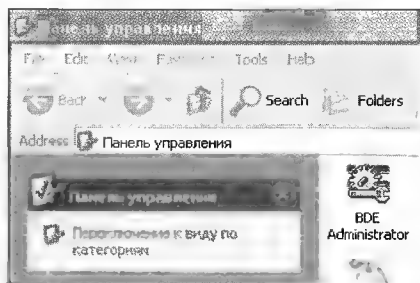 Панель управления
File Edit View Favorites Tools Help
Back Search Folders
Address Панель управления
Панель управления
Переключение к виду по
категориям
BDE
Administrator